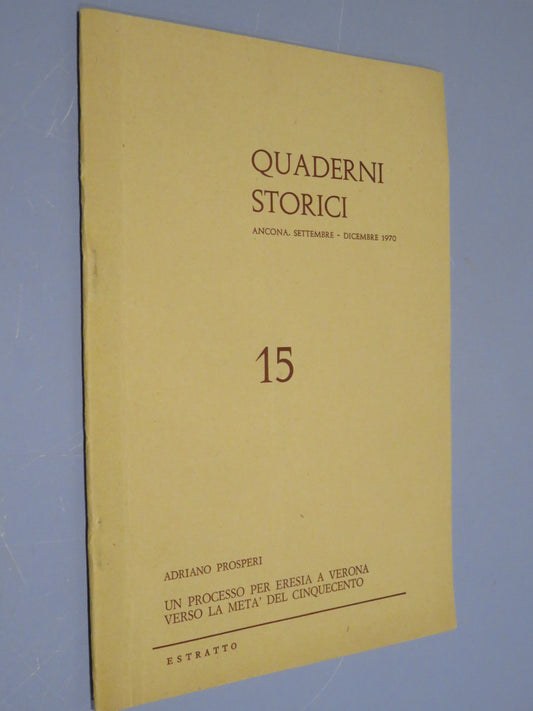 QUADERNI
STORICI
ANCONA, SETTEMBRE - DICEMBRE 1970
15
ADRIANO PROSPERI
UN PROCESSO PER ERESIA A VERONA
VERSO LA META' DEL CINQUECENTO
ESTRATTO